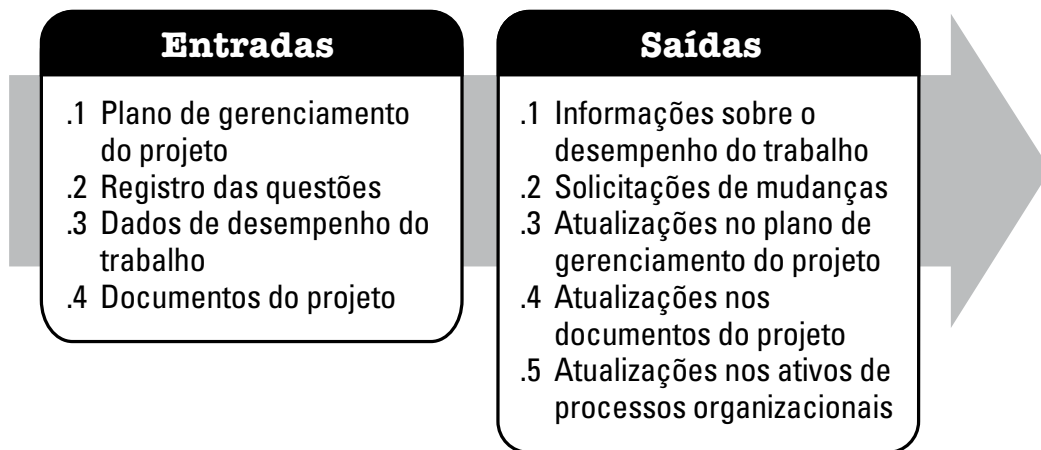 Entradas
.1 Plano de gerenciamento
do projeto
.2 Registro das questões
.3 Dados de desempenho do
trabalho
.4 Documentos do projeto
Saídas
.1 Informações sobre o
desempenho do trabalho
.2 Solicitações de mudanças
.3 Atualizações no plano de
gerenciamento do projeto
.4 Atualizações nos
documentos do projeto
.5 Atualizações nos ativos de
processos organizacionais